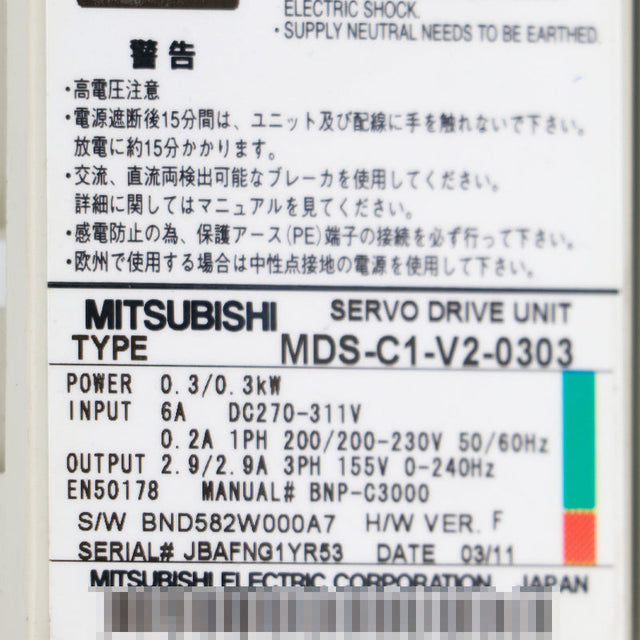 ELECTRIC SHOCK.
・SUPPLY NEUTRAL NEEDS TO BE EARTHED.
警告
・高電圧注意
・電源遮断後15分間は、ユニット及び配線に手を触れないで下さい。
放電に約15分かかります。
・交流、直流両検出可能なブレーカを使用してください。
詳細に関してはマニュアルを見てください。
・感電防止の為、保護アース(PE)端子の接続を必ず行って下さい。
・欧州で使用する場合は中性点接地の電源を使用して下さい。
MITSUBISHI SERVO DRIVE UNIT
TYPE MDS-C1-V2-0303
POWER 0.3/0.3kW
INPUT 6A DC270-311V
0.2A 1PH 200/200-230V 50/60Hz
OUTPUT 2.9/2.9A 3PH 155V 0-240Hz
EN50178 MANUAL# BNP-C3000
S/W BND582W000A7 H/W VER. F
SERIAL# JBAFNG1YR53 DATE 03/11
MITSUBISHI ELECTRIC CORPORATION JAPAN